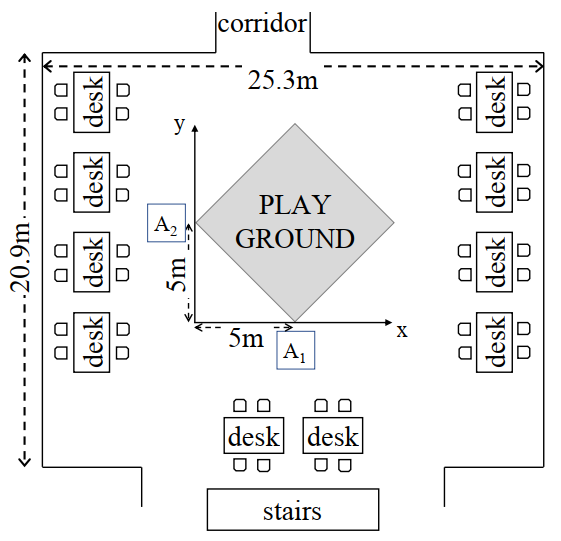 corridor
25.3m
desk
desk
y
desk
desk
PLAY
GROUND
A₂
20.9m
5m
desk
desk
x
5m
A₁
desk
desk
desk
desk
stairs